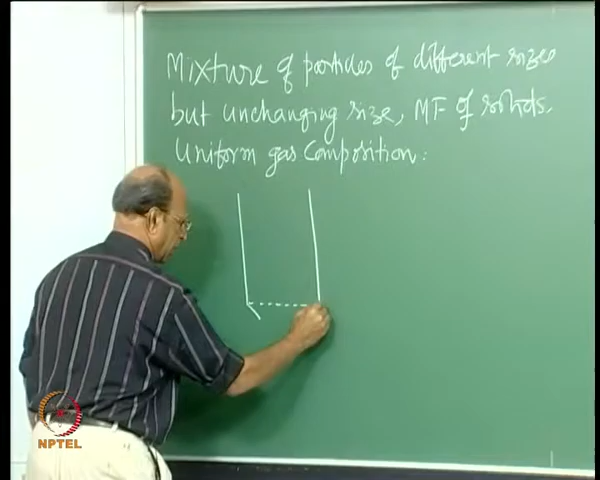 Mixture of particles of different sizes
but unchanging size, MF of solids.
Uniform gas Composition:
NPTEL